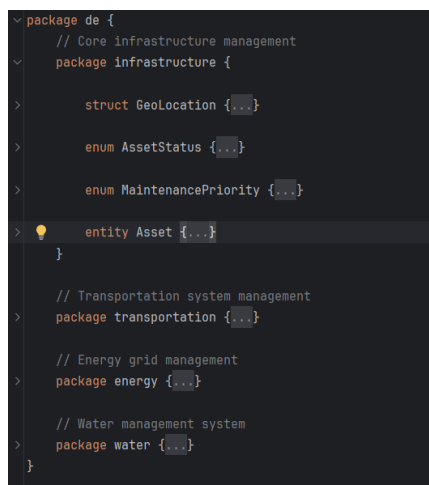 package de {
// Core infrastructure management
package infrastructure {
struct GeoLocation {...}
enum AssetStatus {...}
enum MaintenancePriority {...}
entity Asset {...}
}
// Transportation system management
package transportation {...}
// Energy grid management
package energy {...}
// Water management system
package water {...}
}